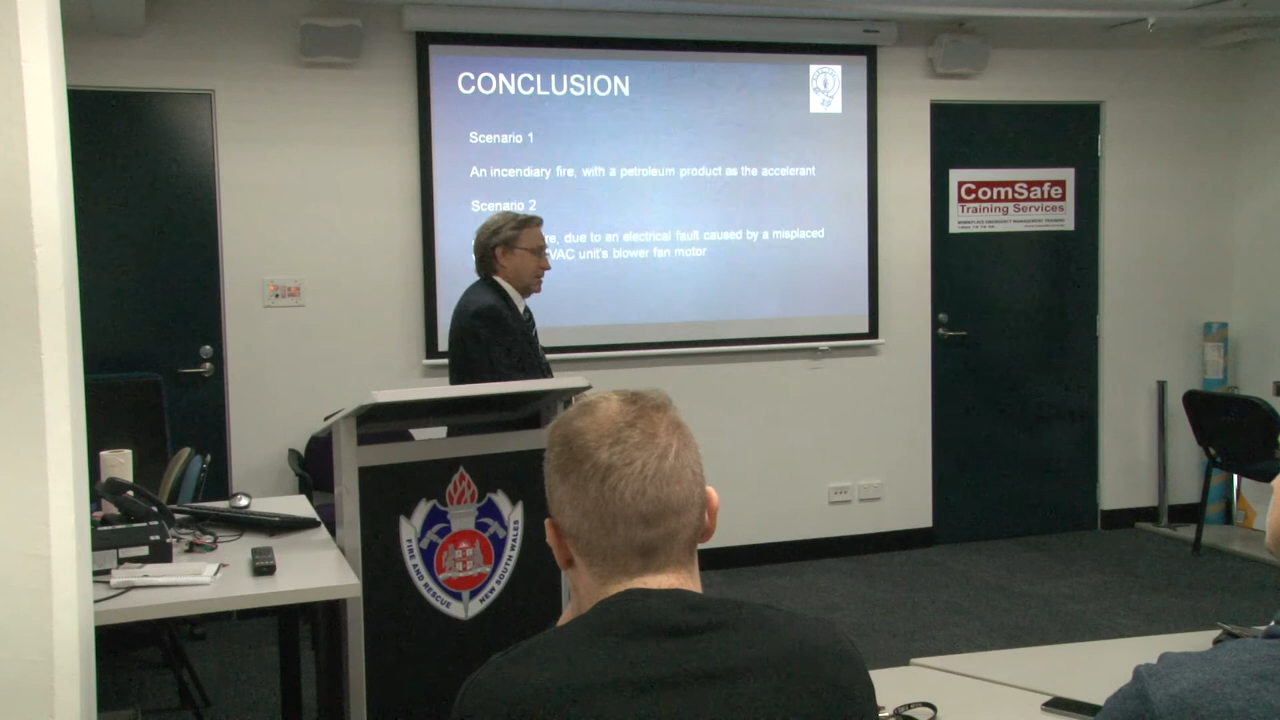 CONCLUSION
Scenario 1
An incendiary fire, with a petroleum product as the accelerant
Scenario 2
re, due to an electrical fault caused by a misplaced
VAC unit's blower fan motor
ComSafe
Training Services
FIRE AND RESCUE
NEW SOUTH WALES